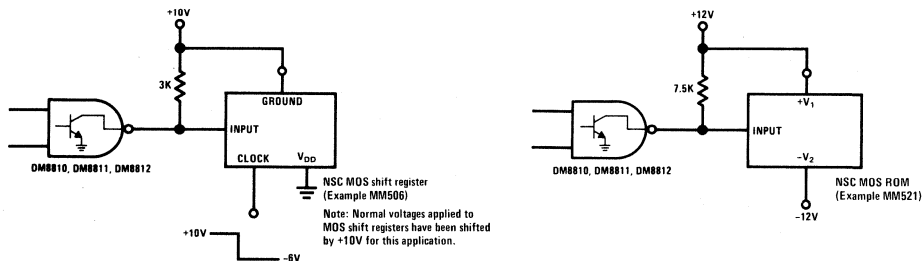 +10V
3K
GROUND
INPUT
CLOCK VDD
DM8810, DM8811, DM8812
NSC MOS shift register
(Example MM506)
Note: Normal voltages applied to
MOS shift registers have been shifted
by +10V for this application.
+10V
−6V
+12V
7.5K
+V1
INPUT
−V2
DM8810, DM8811, DM8812
NSC MOS ROM
(Example MM521)
−12V